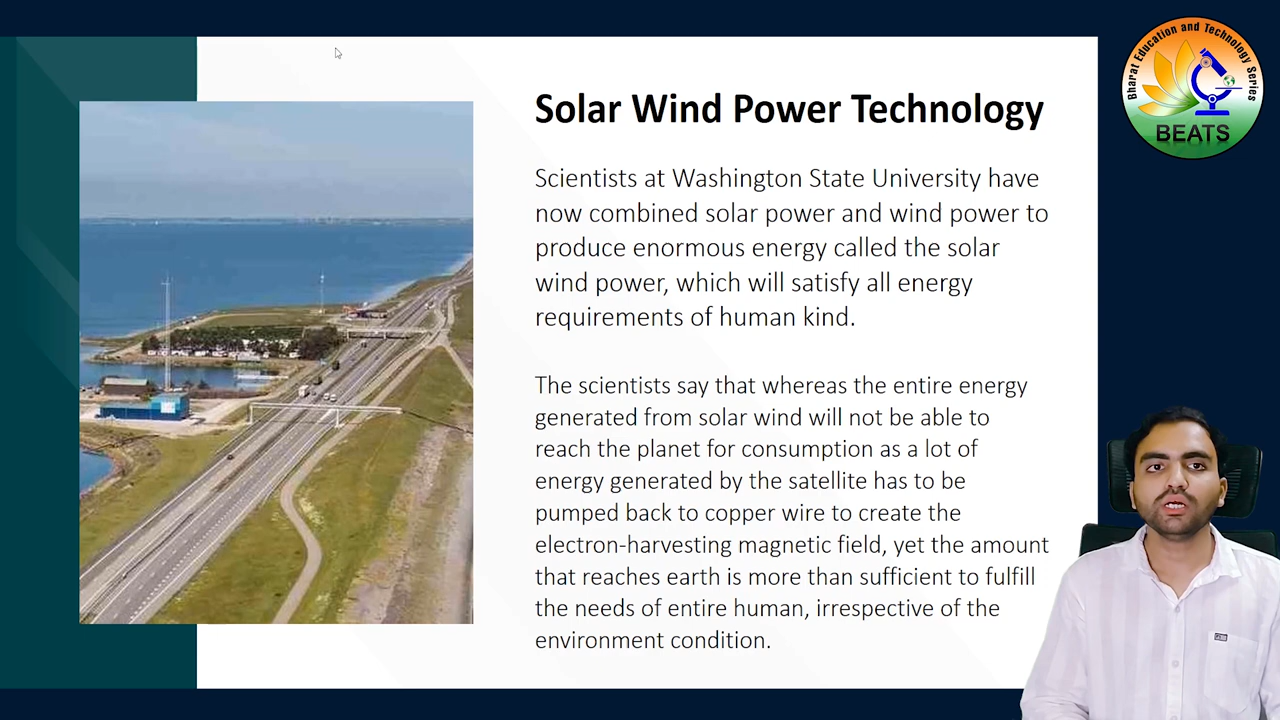 Solar Wind Power Technology
Scientists at Washington State University have
now combined solar power and wind power to
produce enormous energy called the solar
wind power, which will satisfy all energy
requirements of human kind.
The scientists say that whereas the entire energy
generated from solar wind will not be able to
reach the planet for consumption as a lot of
energy generated by the satellite has to be
pumped back to copper wire to create the
electron-harvesting magnetic field, yet the amount
that reaches earth is more than sufficient to fulfill
the needs of entire human, irrespective of the
environment condition.
Bharat Education and Technology Series
BEATS